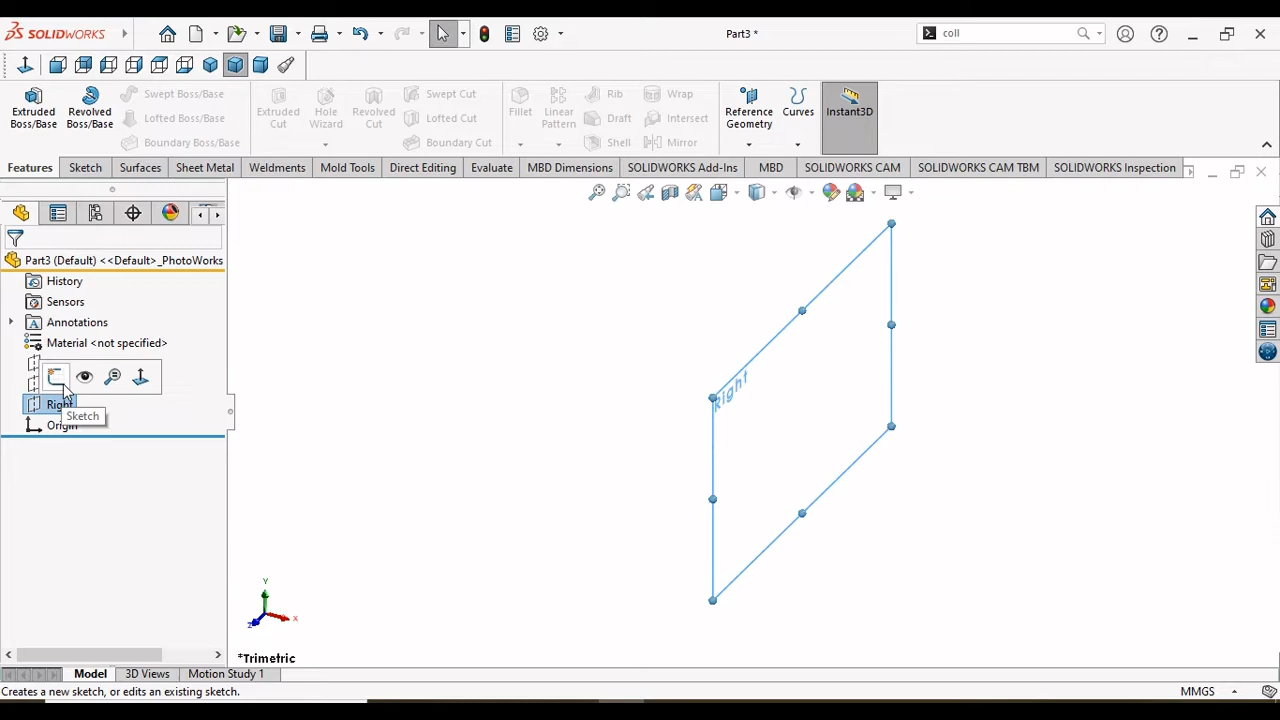 SOLIDWORKS
Part3 *
coll
Extruded Boss/Base
Revolved Boss/Base
Swept Boss/Base
Lofted Boss/Base
Boundary Boss/Base
Extruded Cut
Hole Wizard
Revolved Cut
Swept Cut
Lofted Cut
Boundary Cut
Fillet
Linear Pattern
Rib
Draft
Shell
Wrap
Intersect
Mirror
Reference Geometry
Curves
Instant3D
Features Sketch Surfaces Sheet Metal Weldments Mold Tools Direct Editing Evaluate MBD Dimensions SOLIDWORKS Add-Ins MBD SOLIDWORKS CAM SOLIDWORKS CAM TBM SOLIDWORKS Inspection
Part3 (Default) <<Default>_PhotoWorks
History
Sensors
Annotations
Material <not specified>
Right
Sketch
Origin
Right
Y
X
Z
*Trimetric
Model 3D Views Motion Study 1
Creates a new sketch, or edits an existing sketch.
MMGS